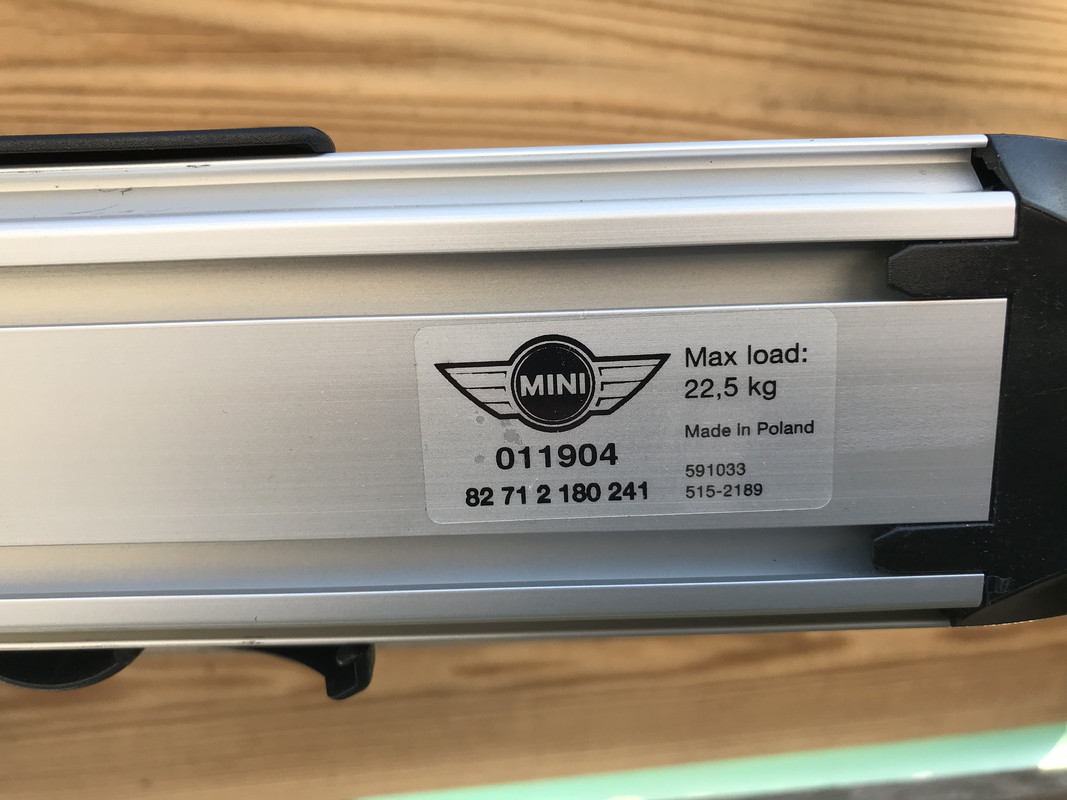 MINI
011904
82 71 2 180 241
Max load:
22,5 kg
Made in Poland
591033
515-2189